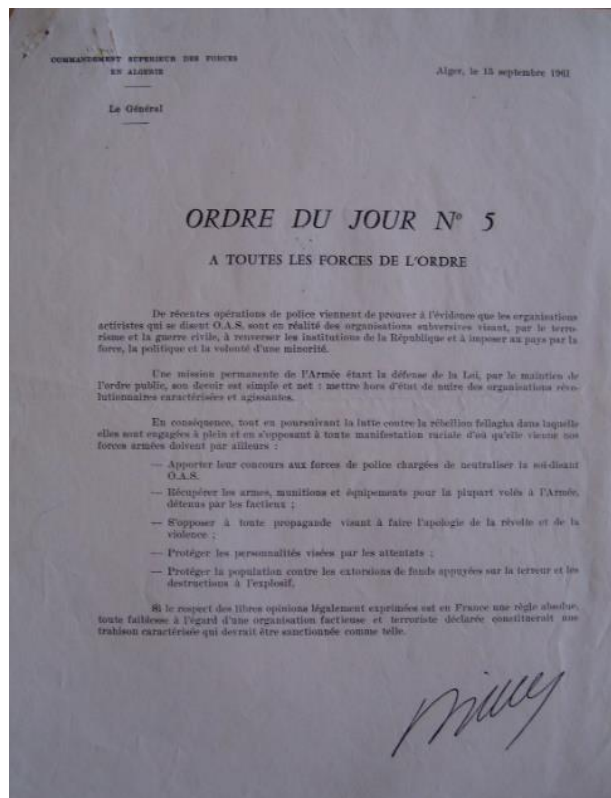 COMMANDEMENT SUPERIEUR DES FORCES
EN ALGERIE
Alger, le 15 septembre 1961
Le Général
ORDRE DU JOUR N° 5
A TOUTES LES FORCES DE L'ORDRE
De récentes opérations de police viennent de prouver à l'évidence que les organisations
activistes qui se disent O.A.S. sont en réalité des organisations subversives visant, par le terro-
risme et la guerre civile, à renverser les institutions de la République et à imposer au pays par la
force, la politique et la volonté d'une minorité.
Une mission permanente de l'Armée étant la défense de la Loi, par le maintien de
l'ordre public, son devoir est simple et net : mettre hors d'état de nuire des organisations révo-
lutionnaires caractérisées et agissantes.
En conséquence, tout en poursuivant la lutte contre la rébellion fellagha dans laquelle
elles sont engagées à plein et en s'opposant à toute manifestation raciale d'où qu'elle vienne nos
forces armées doivent par ailleurs :
— Apporter leur concours aux forces de police chargées de neutraliser la soi-disant
O.A.S.
— Récupérer les armes, munitions et équipements pour la plupart volés à l'Armée,
détenus par les factieux ;
— S'opposer à toute propagande visant à faire l'apologie de la révolte et de la
violence ;
— Protéger les personnalités visées par les attentats ;
— Protéger la population contre les extorsions de fonds appuyées sur la terreur et les
destructions à l'explosif.
Si le respect des libres opinions légalement exprimées est en France une règle absolue,
toute faiblesse à l'égard d'une organisation factieuse et terroriste déclarée constituerait une
trahison caractérisée qui devrait être sanctionnée comme telle.